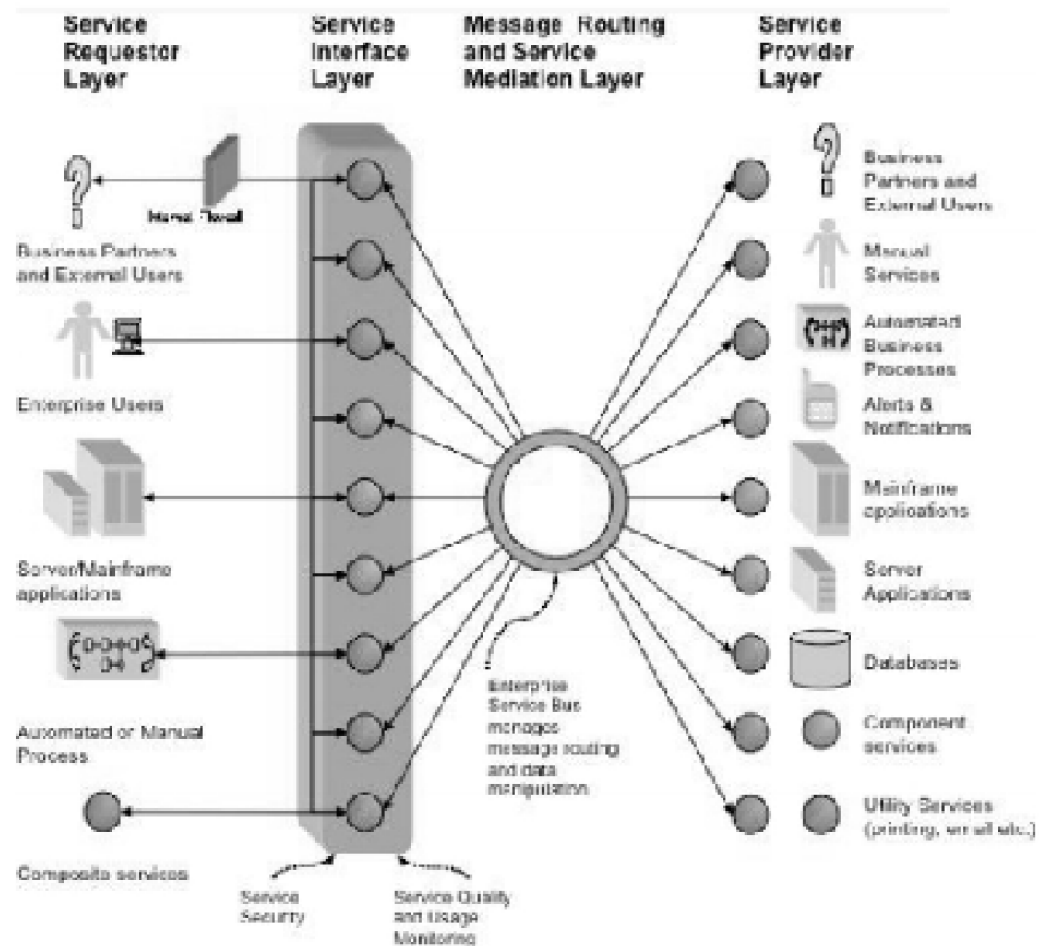 Service
Requestor
Layer
Service
Interface
Layer
Message Routing
and Service
Mediation Layer
Service
Provider
Layer
Business Partners
and External Users
Enterprise Users
Server/Mainframe
applications
Automated or Manual
Process
Composite services
Service
Security
Service Quality
and Usage
Monitoring
Enterprise
Service Bus
manages
message routing
and data
manipulation
Business
Partners and
External Users
Manual
Services
Automated
Business
Processes
Alerts &
Notifications
Mainframe
applications
Server
Applications
Databases
Component
services
Utility Services
(printing, email etc.)